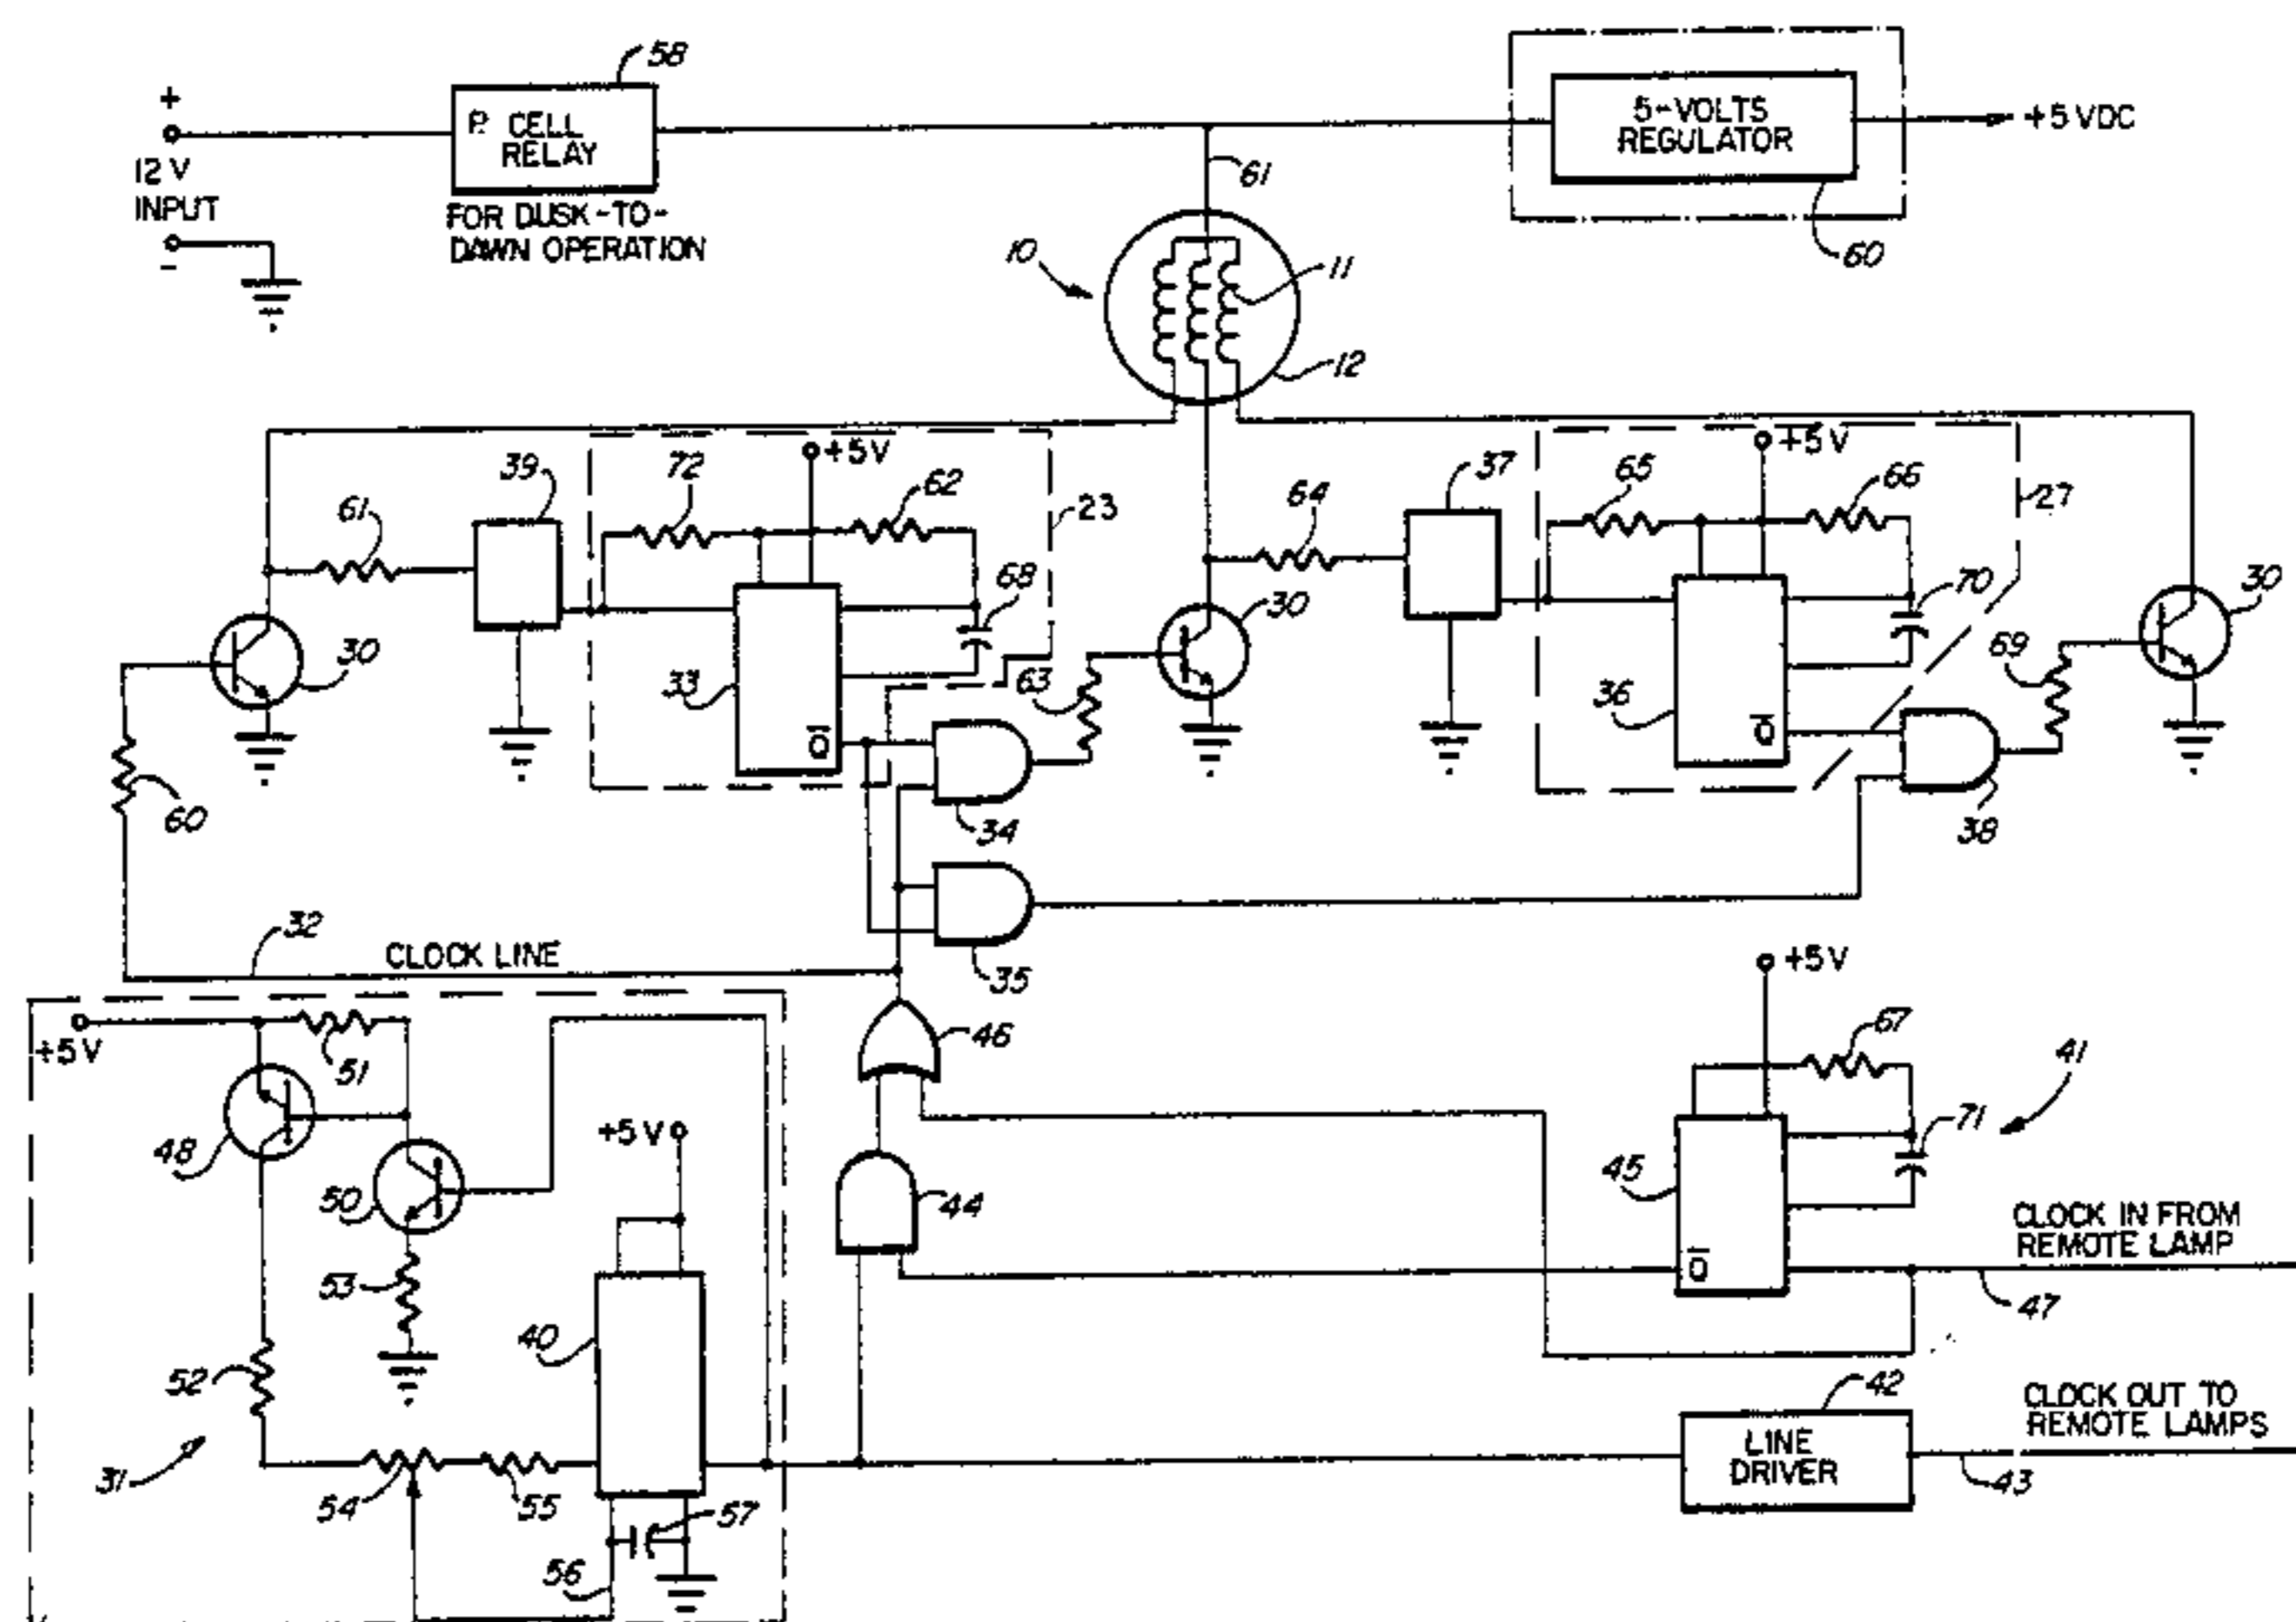 58
+
P. CELL
RELAY
12 V
INPUT
-
FOR DUSK-TO-
DAWN OPERATION
5-VOLTS
REGULATOR
+5 VDC
60
61
10
11
12
39
72
+5V
62
23
61
68
33
Q̅
30
60
63
64
37
30
34
35
65
+5V
66
27
70
36
Q̅
69
30
38
32
CLOCK LINE
+5V
51
48
50
53
52
31
54
55
+5V
40
57
56
46
44
+5V
67
41
45
71
Q̅
CLOCK IN FROM
REMOTE LAMP
47
42
LINE
DRIVER
CLOCK OUT TO
REMOTE LAMPS
43